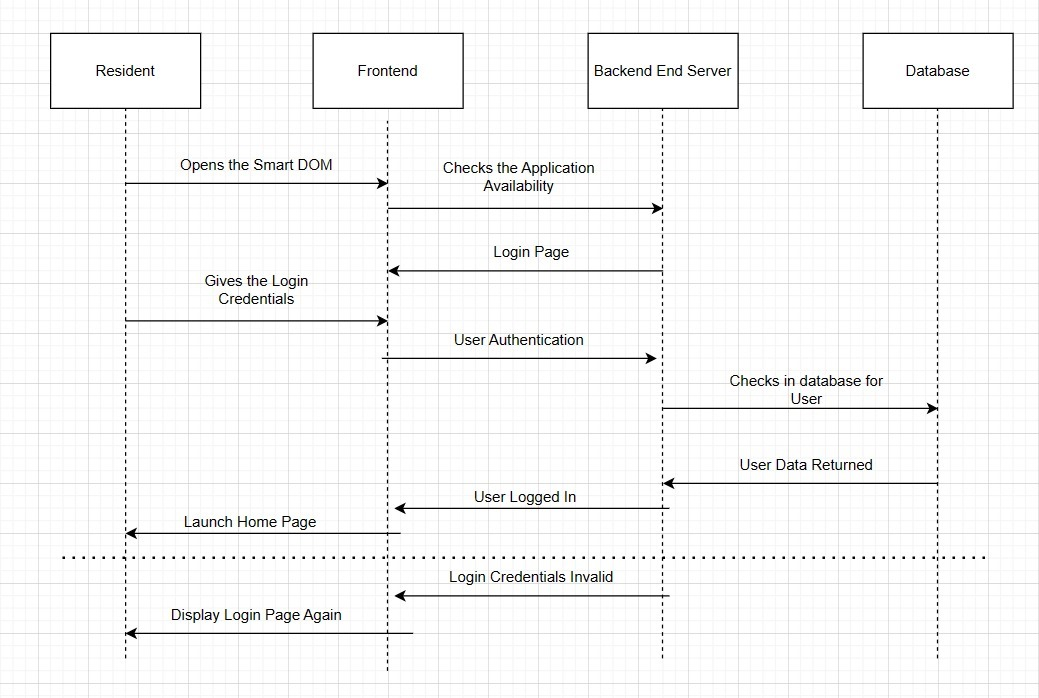 Resident
Frontend
Backend End Server
Database
Opens the Smart DOM
Checks the Application
Availability
Login Page
Gives the Login
Credentials
User Authentication
Checks in database for
User
User Data Returned
User Logged In
Launch Home Page
Login Credentials Invalid
Display Login Page Again